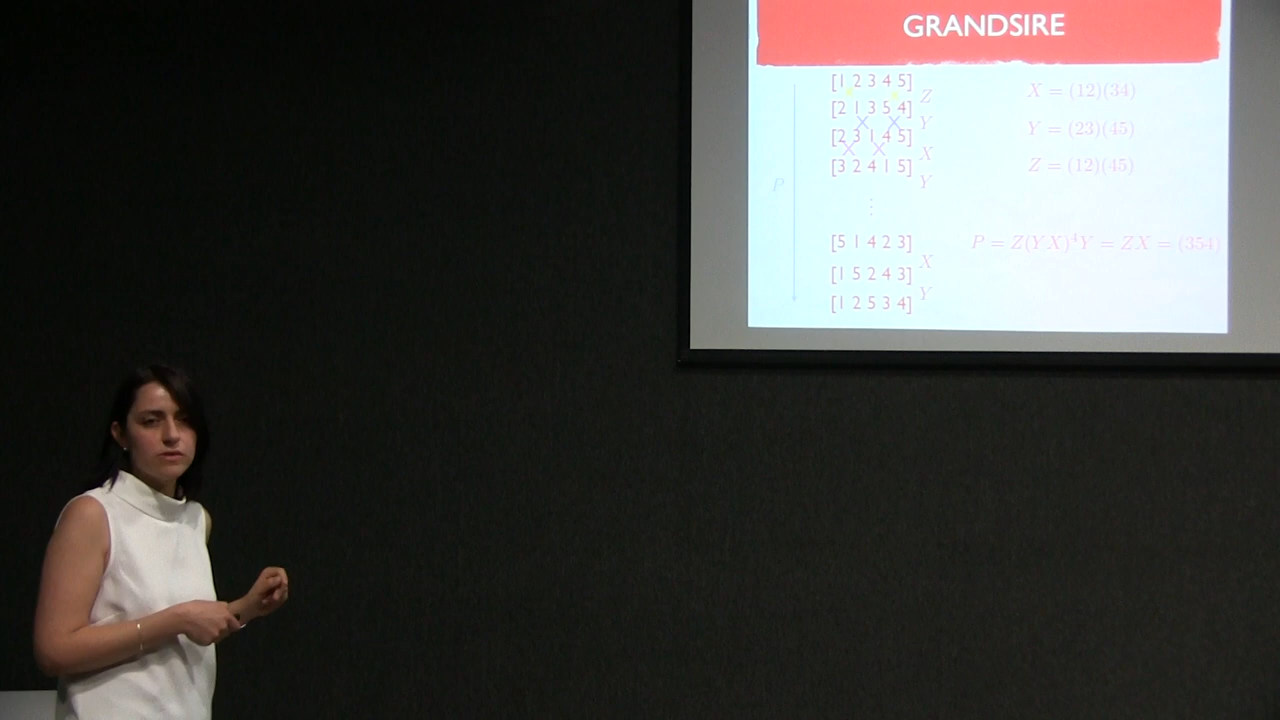 GRANDSIRE
[1 2 3 4 5]
Z
[2 1 3 5 4]
Y
[2 3 1 4 5]
X
[3 2 4 1 5]
Y
⋮
[5 1 4 2 3]
X
[1 5 2 4 3]
Y
[1 2 5 3 4]
P
X = (12)(34)
Y = (23)(45)
Z = (12)(45)
P = Z(YX)⁴Y = ZX = (354)